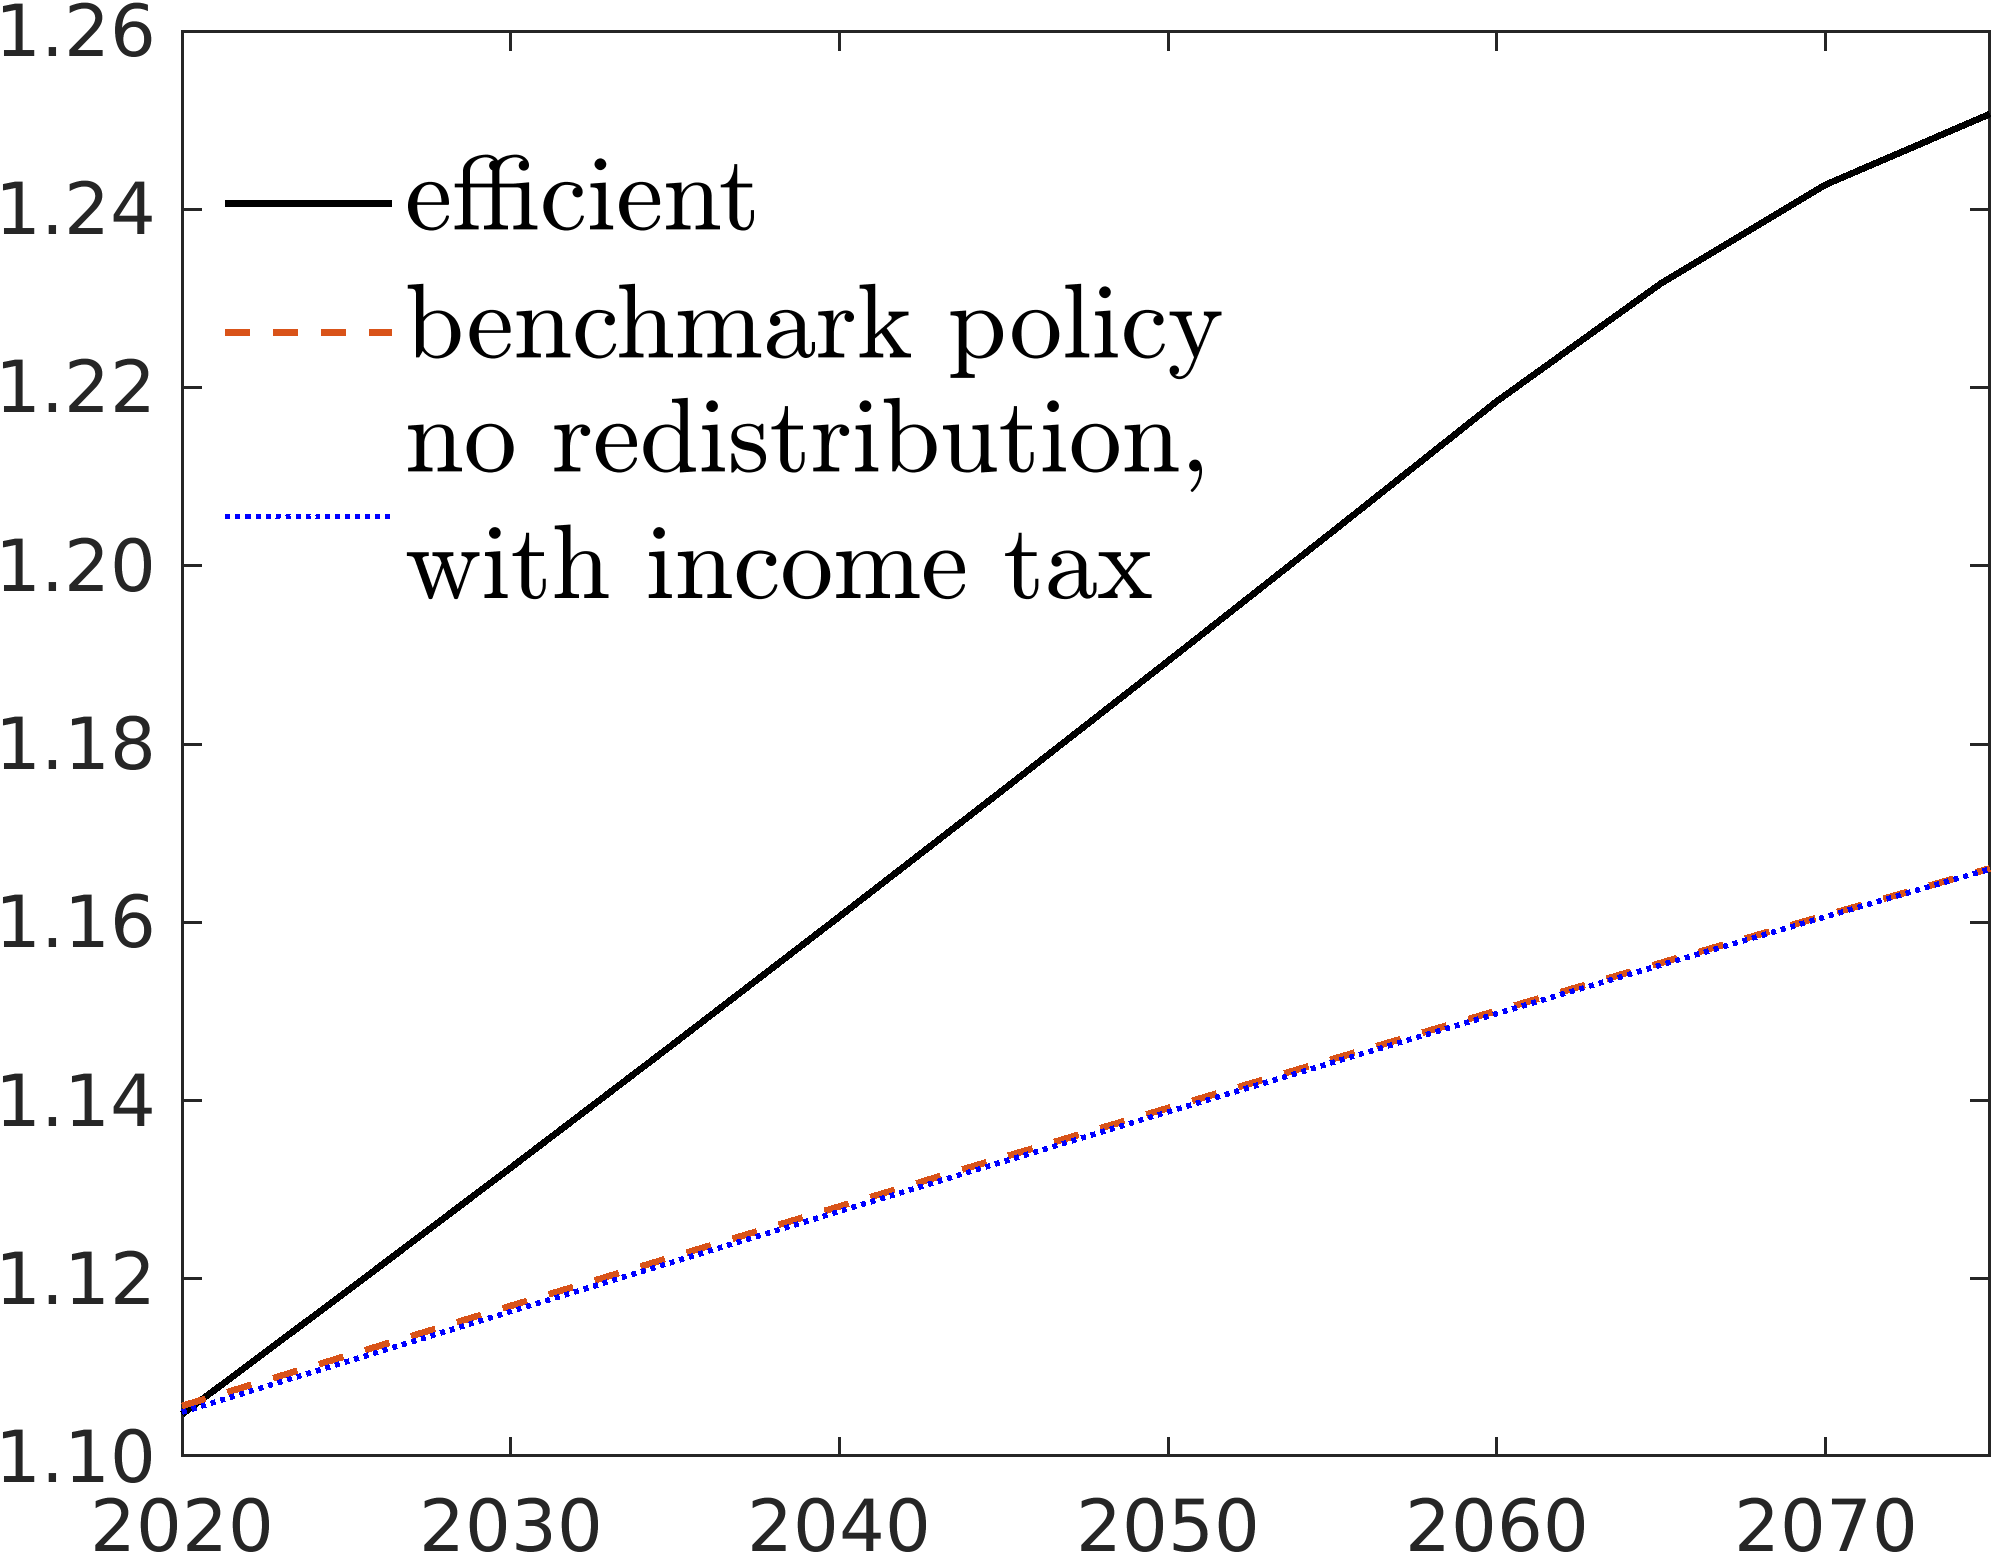 1.26
1.24
1.22
1.20
1.18
1.16
1.14
1.12
1.10
efficient
benchmark policy
no redistribution,
with income tax
2020 2030 2040 2050 2060 2070